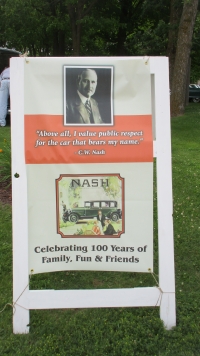 "Above all, I value public respect
for the car that bears my name."
C.W. Nash
NASH
Celebrating 100 Years of
Family, Fun & Friends